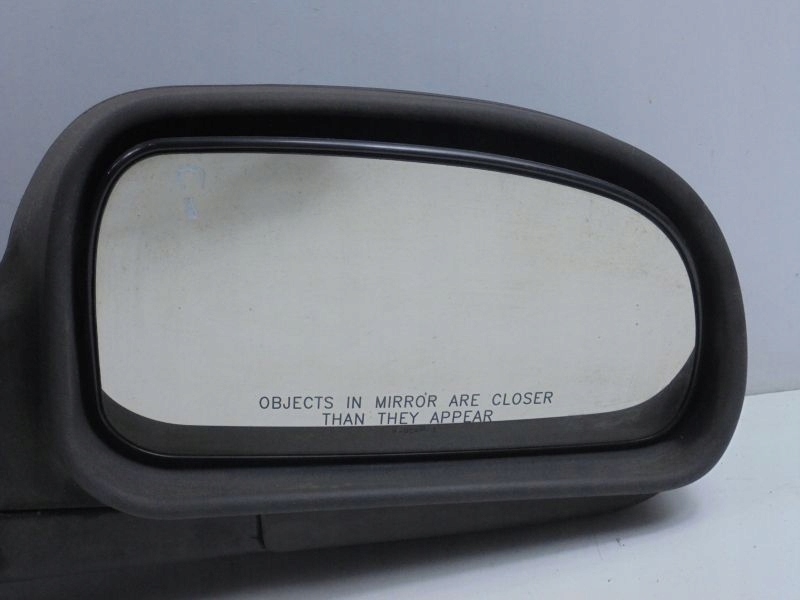 OBJECTS IN MIRROR ARE CLOSER
THAN THEY APPEAR